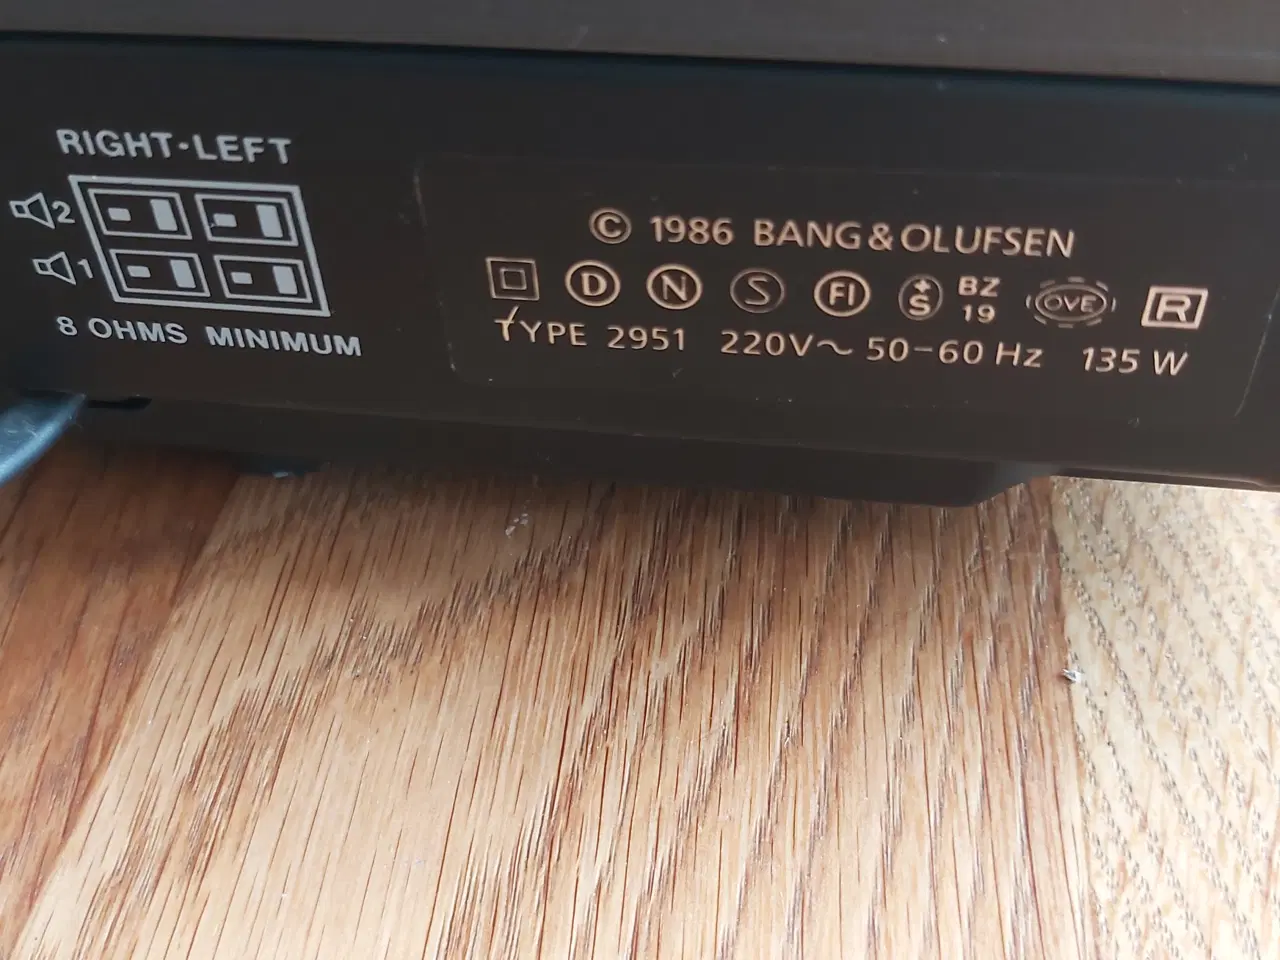 RIGHT·LEFT
2
1
8 OHMS MINIMUM
© 1986 BANG & OLUFSEN
D N S FI +S BZ 19 OVE R
TYPE 2951 220V～ 50–60 Hz 135 W